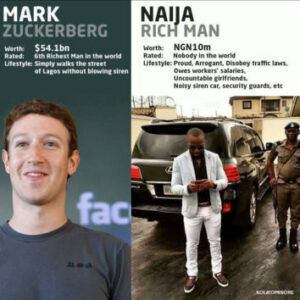 MARK
ZUCKERBERG
Worth: $54.1bn
Rated: 6th Richest Man in the world
Lifestyle: Simply walks the street
of Lagos without blowing siren
fac
NAIJA
RICH MAN
Worth: NGN10m
Rated: Nobody in the world
Lifestyle: Proud, Arrogant, Disobey traffic laws,
Owes workers' salaries,
Uncountable girlfriends,
Noisy siren car, security guards, etc